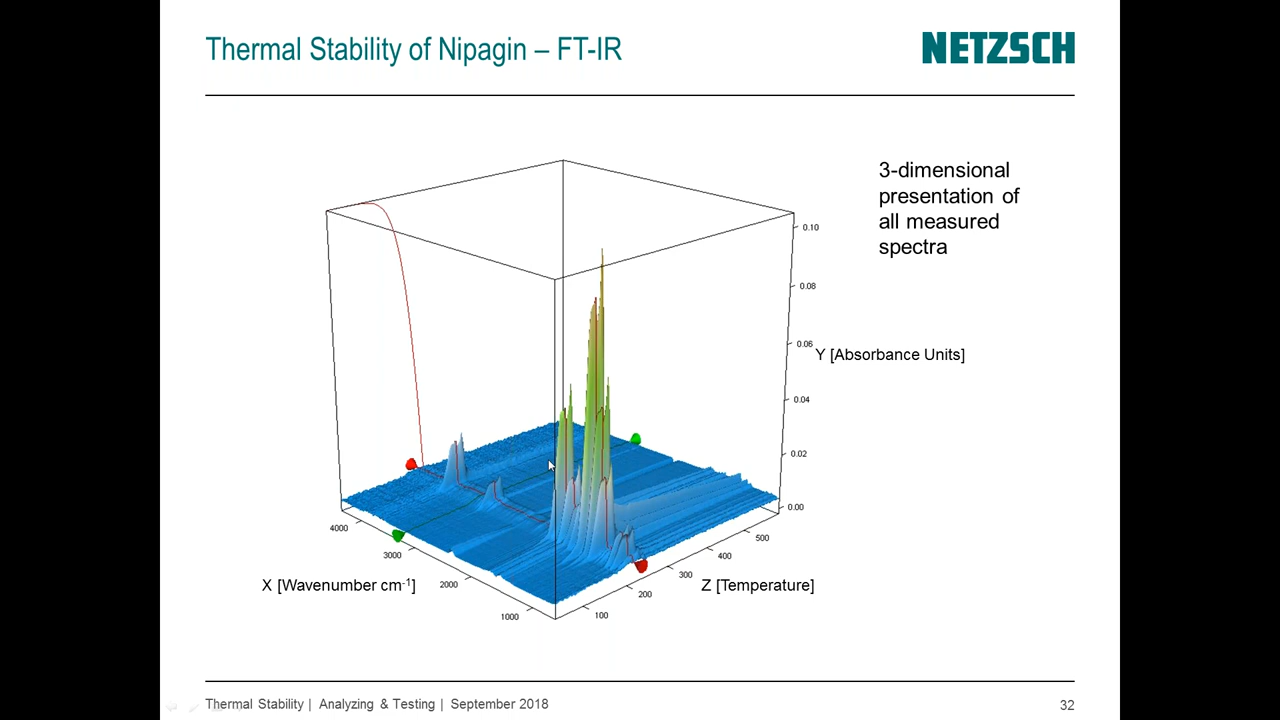 Thermal Stability of Nipagin – FT-IR
NETZSCH
3-dimensional
presentation of
all measured
spectra
0.10
0.08
0.06
Y [Absorbance Units]
0.04
0.02
0.00
4000
3000
2000
1000
X [Wavenumber cm-1]
100
200
300
400
500
Z [Temperature]
Thermal Stability | Analyzing & Testing | September 2018
32